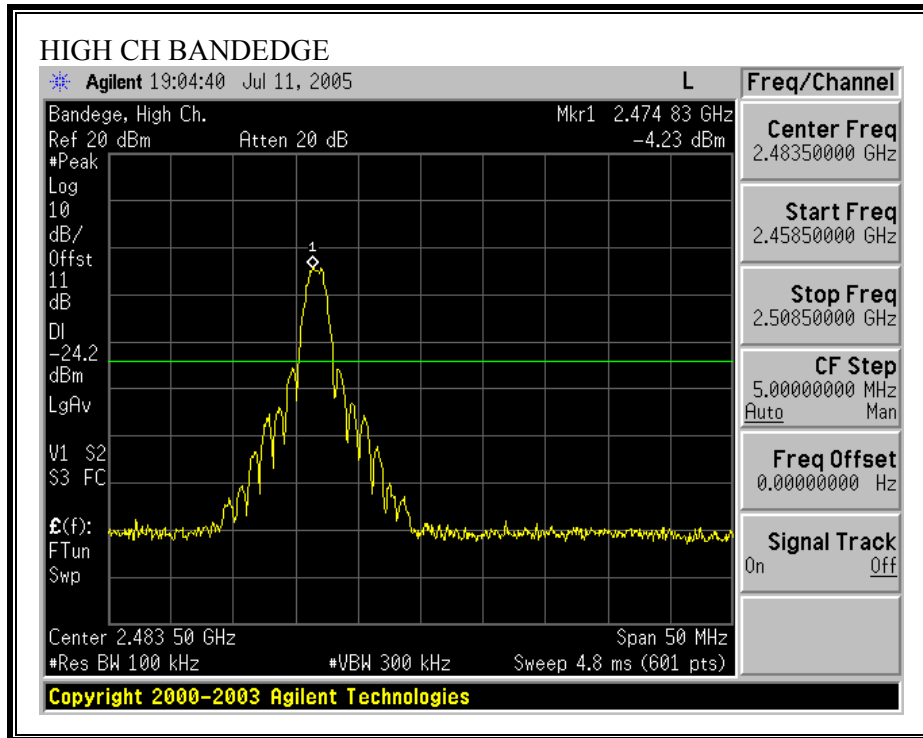 HIGH CH BANDEDGE
Agilent 19:04:40 Jul 11, 2005 L
Freq/Channel
Bandege, High Ch.
Mkr1 2.474 83 GHz
Ref 20 dBm Atten 20 dB -4.23 dBm
#Peak
Log
10
dB/
Offst
11
dB
DI
-24.2
dBm
LgAv
V1 S2
S3 FC
£(f):
FTun
Swp
1
Center 2.483 50 GHz Span 50 MHz
#Res BW 100 kHz #VBW 300 kHz Sweep 4.8 ms (601 pts)
Center Freq
2.48350000 GHz
Start Freq
2.45850000 GHz
Stop Freq
2.50850000 GHz
CF Step
5.00000000 MHz
Auto Man
Freq Offset
0.00000000 Hz
Signal Track
On Off
Copyright 2000-2003 Agilent Technologies